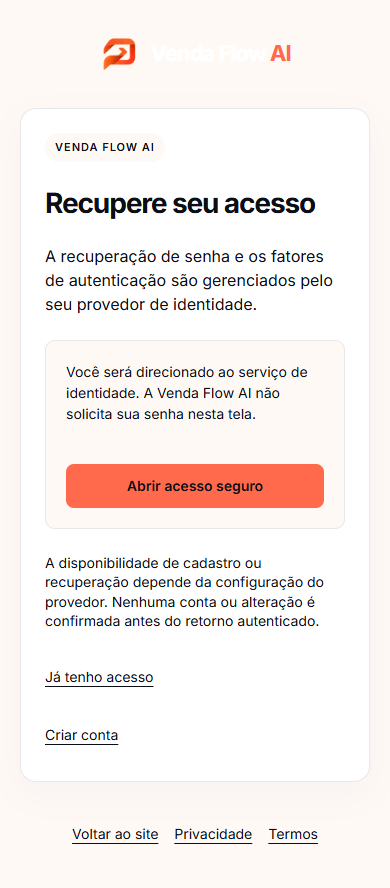 Venda Flow AI
VENDA FLOW AI
Recupere seu acesso
A recuperação de senha e os fatores
de autenticação são gerenciados pelo
seu provedor de identidade.
Você será direcionado ao serviço de
identidade. A Venda Flow AI não
solicita sua senha nesta tela.
Abrir acesso seguro
A disponibilidade de cadastro ou
recuperação depende da configuração do
provedor. Nenhuma conta ou alteração é
confirmada antes do retorno autenticado.
Já tenho acesso
Criar conta
Voltar ao site Privacidade Termos